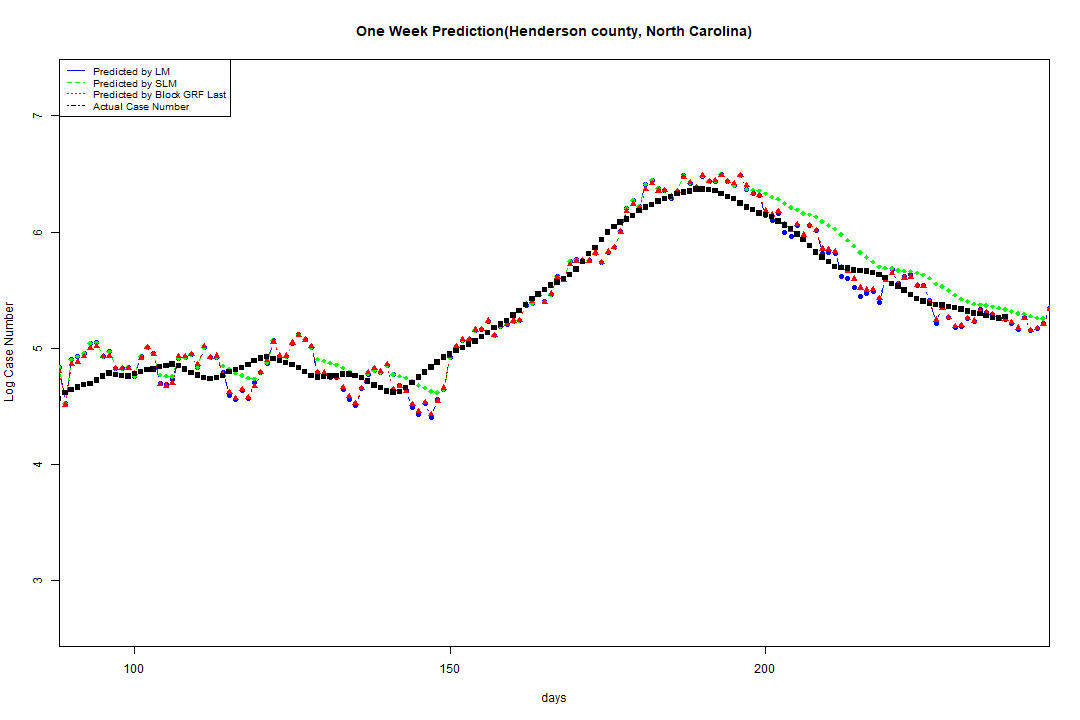 One Week Prediction(Henderson county, North Carolina)
Predicted by LM
Predicted by SLM
Predicted by Block GRF Last
Actual Case Number
7
6
5
4
3
Log Case Number
100 150 200
days